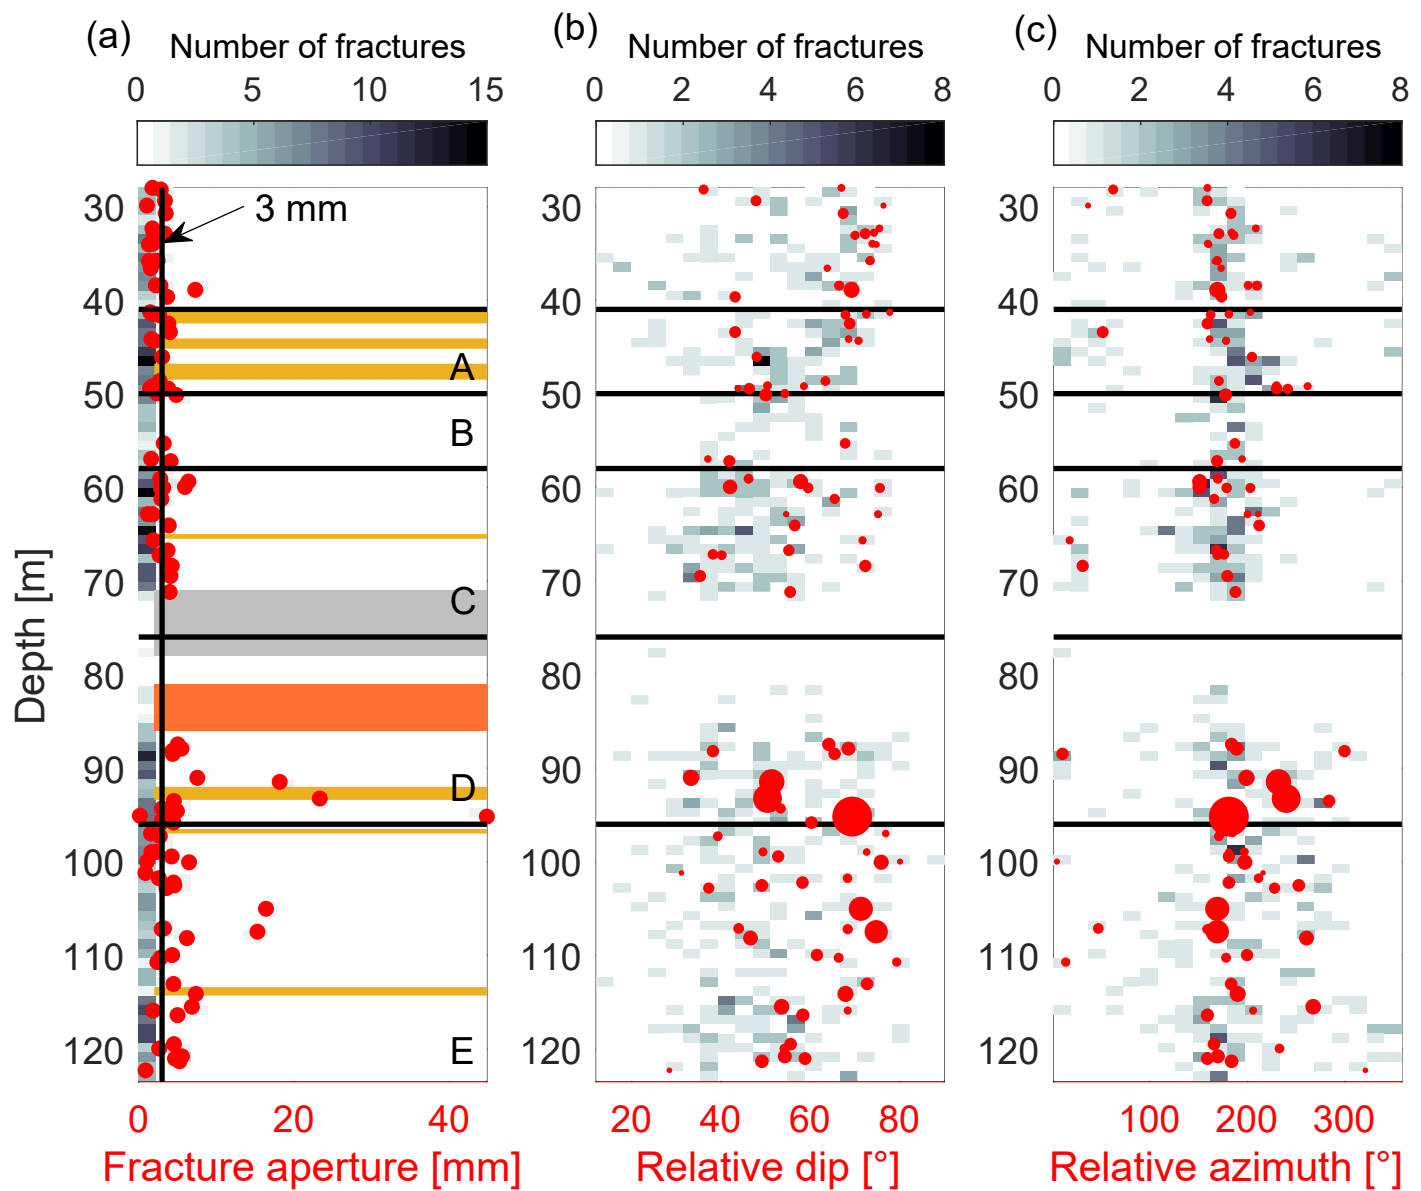 (a)
Number of fractures
0 5 10 15
(b)
Number of fractures
0 2 4 6 8
(c)
Number of fractures
0 2 4 6 8
Depth [m]
30
40
50
60
70
80
90
100
110
120
3 mm
A
B
C
D
E
0 20 40
Fracture aperture [mm]
30
40
50
60
70
80
90
100
110
120
20 40 60 80
Relative dip [°]
30
40
50
60
70
80
90
100
110
120
100 200 300
Relative azimuth [°]